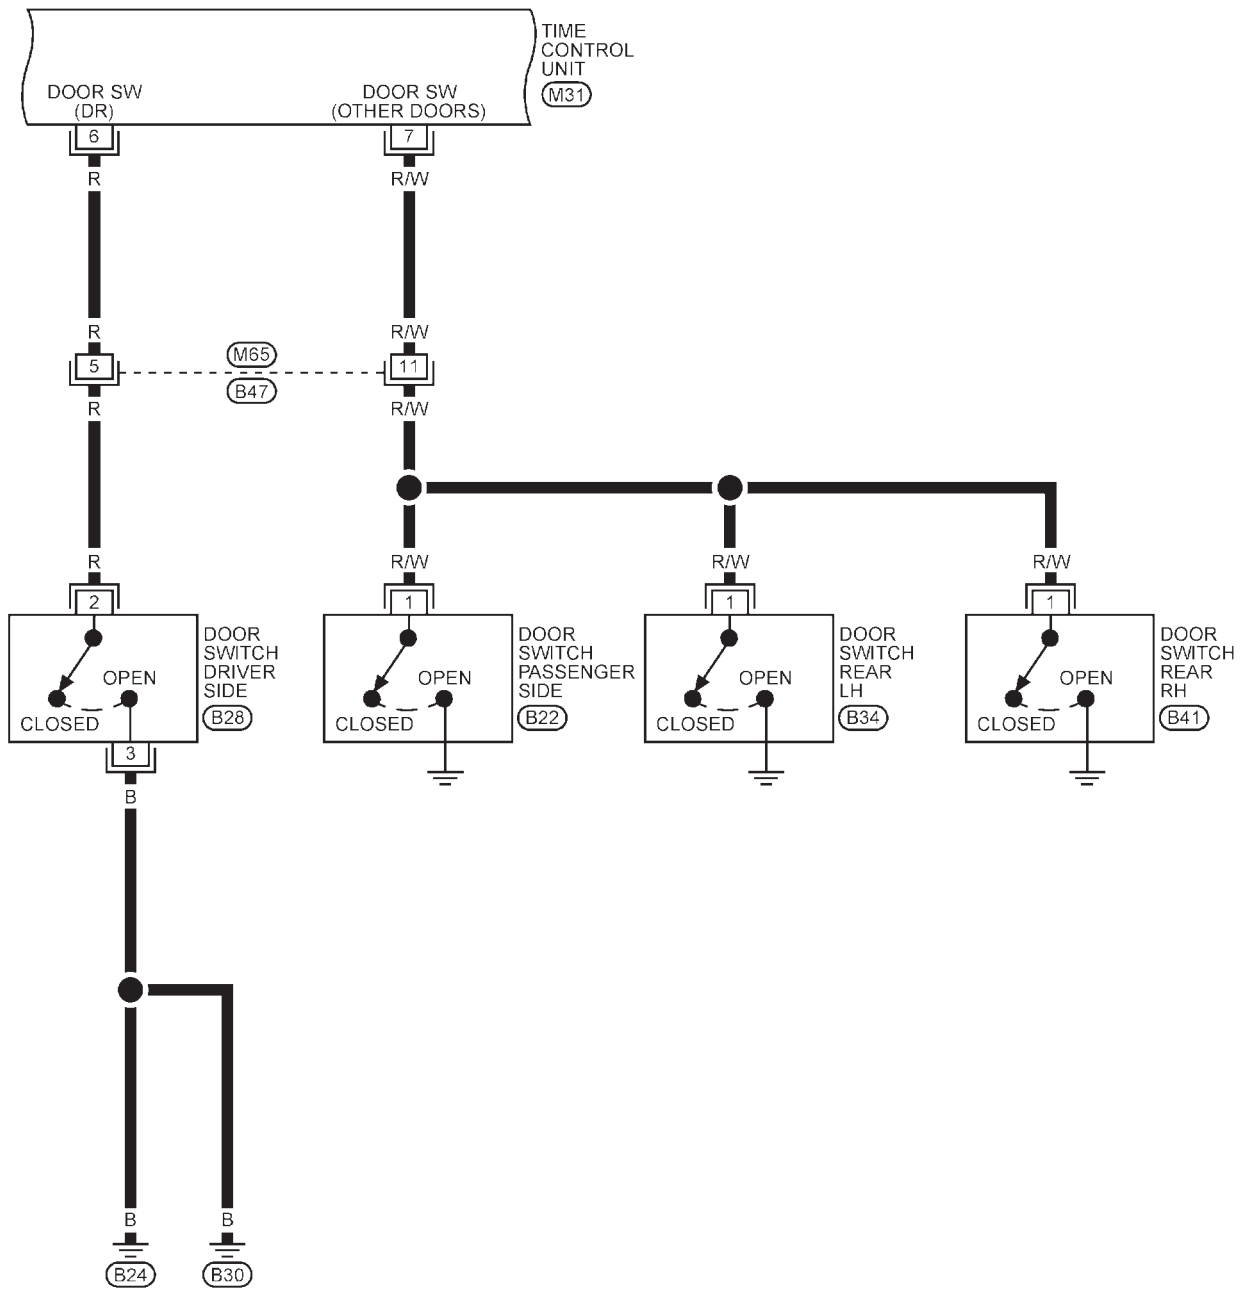 TIME
CONTROL
UNIT
M31
DOOR SW
(DR)
DOOR SW
(OTHER DOORS)
6
7
R
R/W
R
R/W
5
M65
B47
11
R
R/W
R
R/W
R/W
R/W
2
1
1
1
DOOR
SWITCH
DRIVER
SIDE
B28
OPEN
CLOSED
DOOR
SWITCH
PASSENGER
SIDE
B22
OPEN
CLOSED
DOOR
SWITCH
REAR
LH
B34
OPEN
CLOSED
DOOR
SWITCH
REAR
RH
B41
OPEN
CLOSED
3
B
B
B
B24
B30